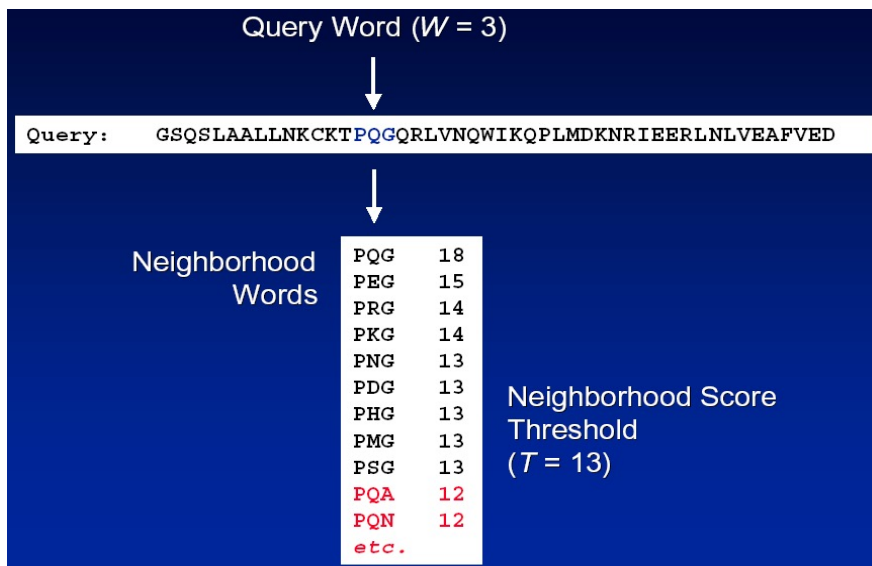 Query Word (W = 3)
Query: GSQSLAALLNKCKTPQGQRLVNQWIKQPLMDKNRIEERLNLVEAFVED
Neighborhood
Words
PQG 18
PEG 15
PRG 14
PKG 14
PNG 13
PDG 13
PHG 13
PMG 13
PSG 13
PQA 12
PQN 12
etc.
Neighborhood Score
Threshold
(T = 13)